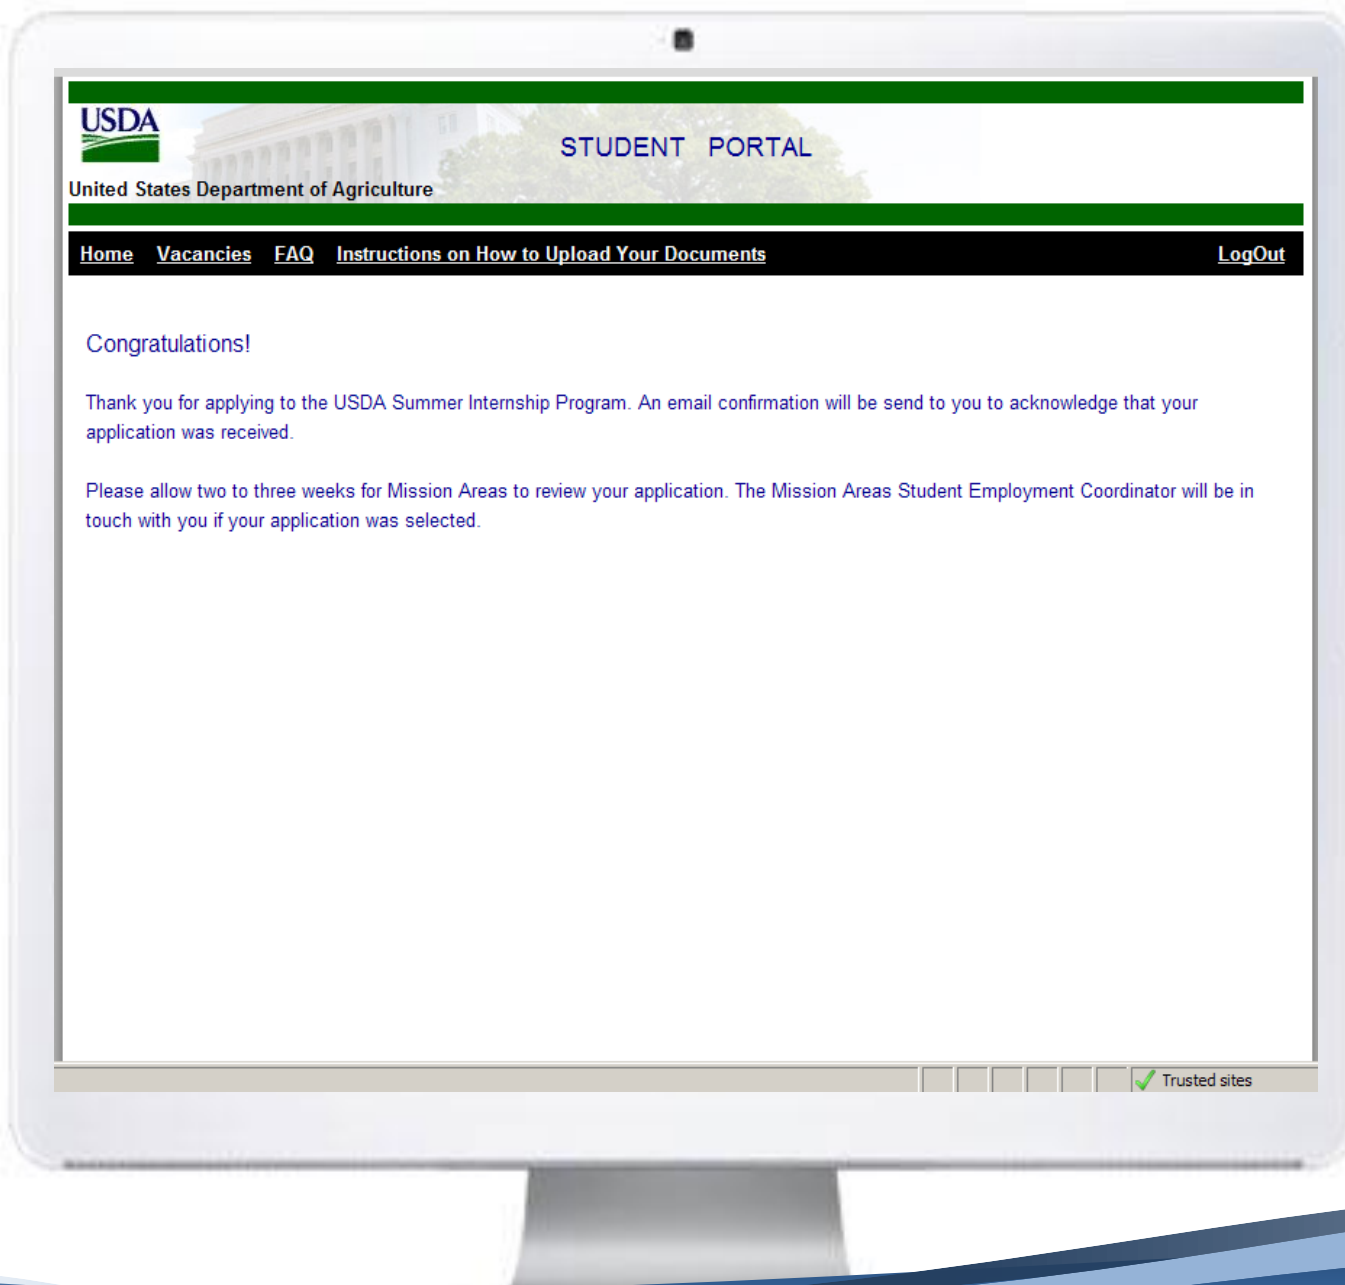 USDA
STUDENT PORTAL
United States Department of Agriculture
Home Vacancies FAQ Instructions on How to Upload Your Documents LogOut
Congratulations!
Thank you for applying to the USDA Summer Internship Program. An email confirmation will be send to you to acknowledge that your
application was received.
Please allow two to three weeks for Mission Areas to review your application. The Mission Areas Student Employment Coordinator will be in
touch with you if your application was selected.
Trusted sites